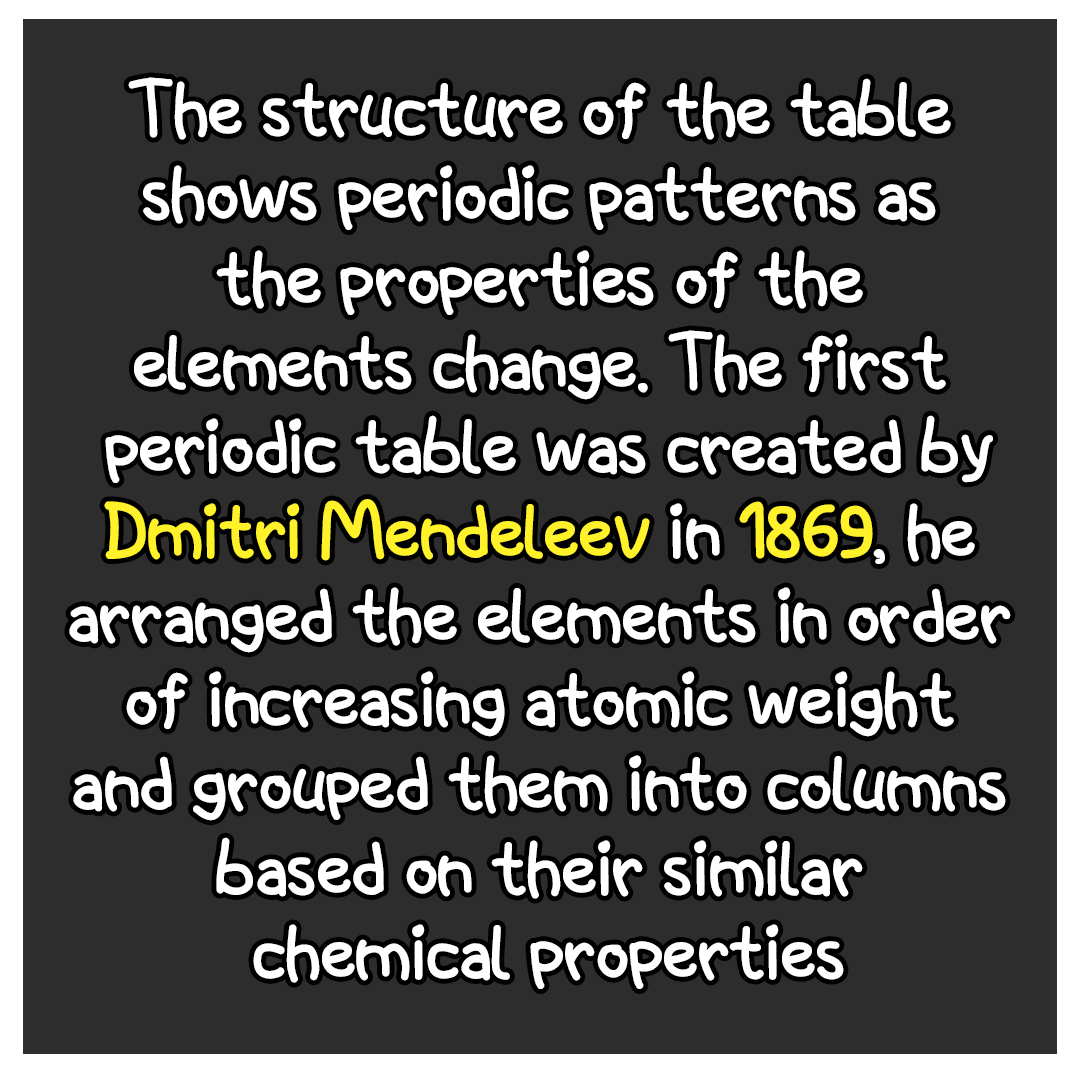 The structure of the table
shows periodic patterns as
the properties of the
elements change. The first
periodic table was created by
Dmitri Mendeleev in 1869, he
arranged the elements in order
of increasing atomic weight
and grouped them into columns
based on their similar
chemical properties